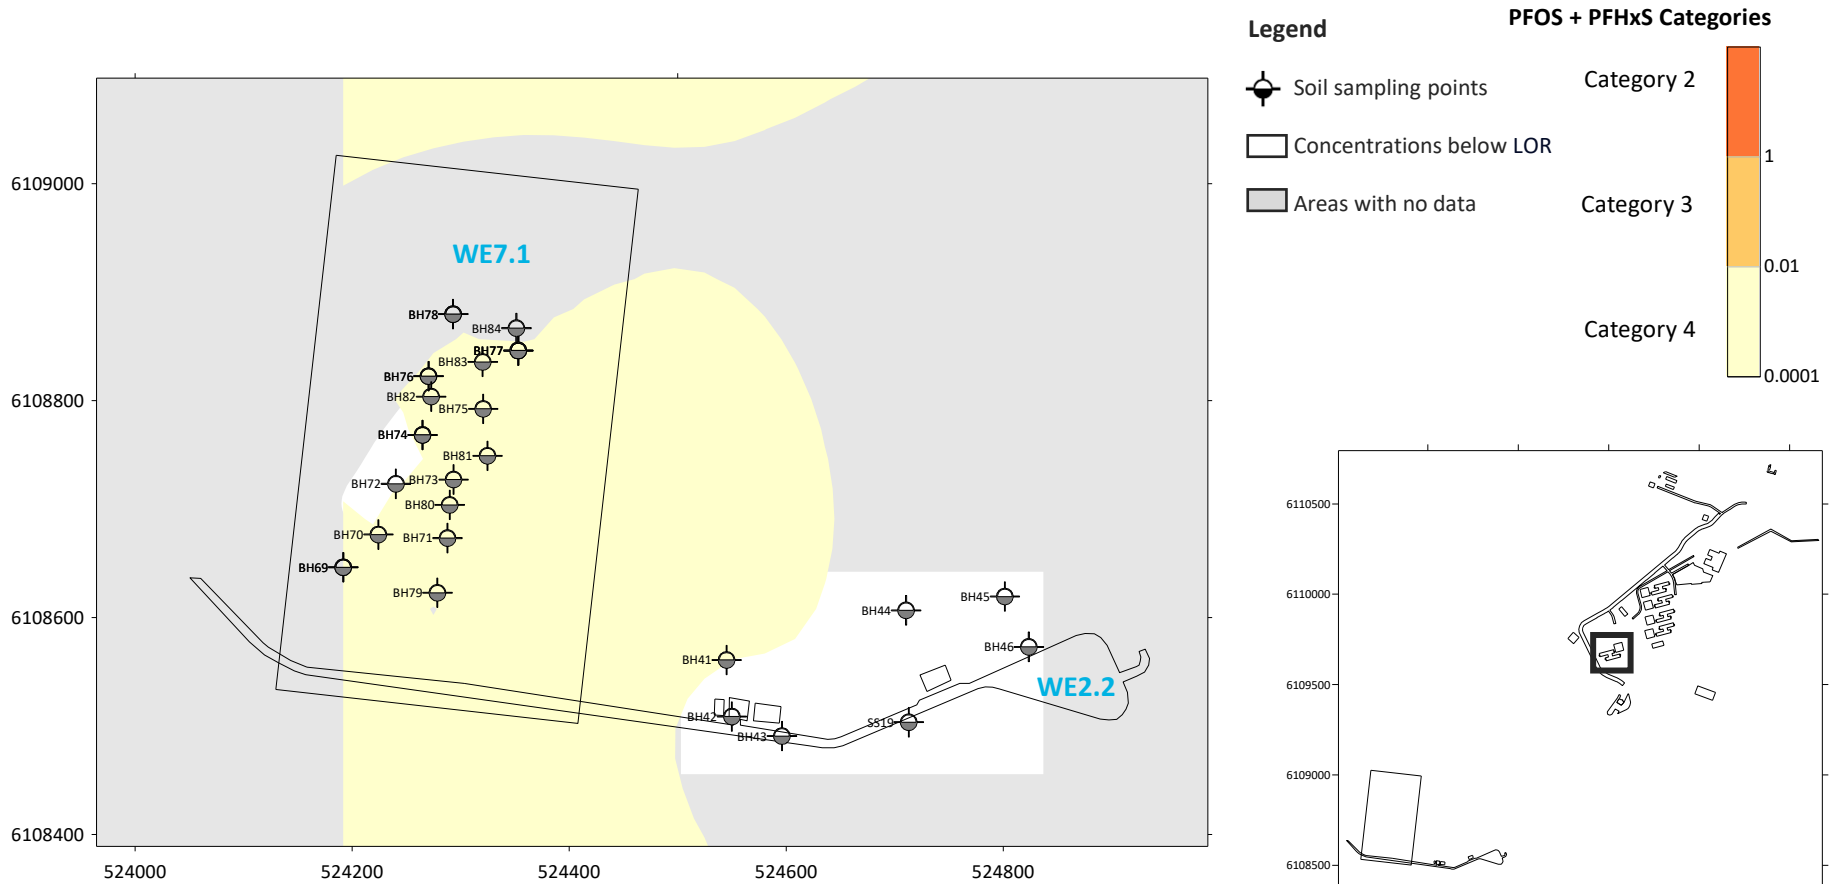 Legend
PFOS + PFHxS Categories
Soil sampling points
Concentrations below LOR
Areas with no data
Category 2
1
Category 3
0.01
Category 4
0.0001
6109000
6108800
6108600
6108400
524000
524200
524400
524600
524800
WE7.1
BH78
BH84
BH77
BH83
BH76
BH82
BH75
BH74
BH81
BH73
BH72
BH80
BH70
BH71
BH69
BH79
BH44
BH45
BH46
BH41
WE2.2
BH42
BH43
SS19
6110500
6110000
6109500
6109000
6108500